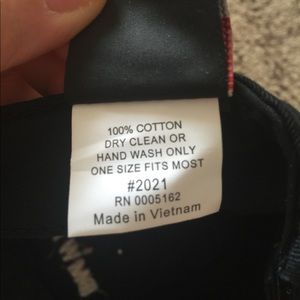 100% COTTON
DRY CLEAN OR
HAND WASH ONLY
ONE SIZE FITS MOST
#2021
RN 0005162
Made in Vietnam